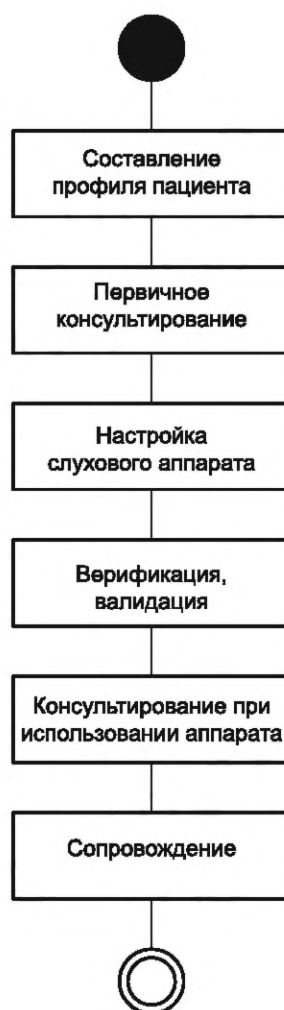 Составление
профиля пациента
Первичное
консультирование
Настройка
слухового аппарата
Верификация,
валидация
Консультирование при
использовании аппарата
Сопровождение